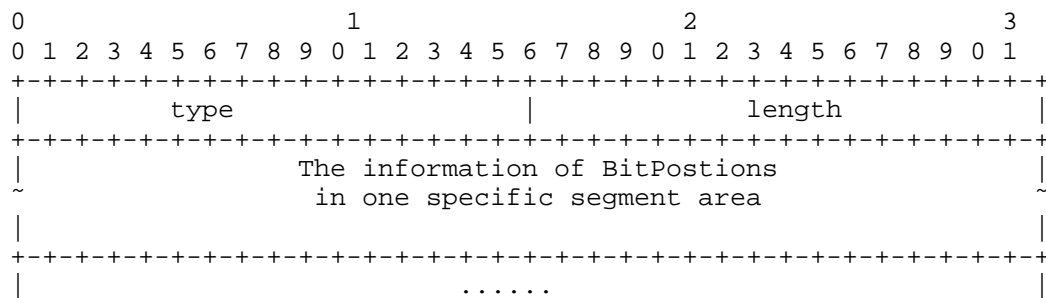 0                   1                   2                   3
0 1 2 3 4 5 6 7 8 9 0 1 2 3 4 5 6 7 8 9 0 1 2 3 4 5 6 7 8 9 0 1
+-+-+-+-+-+-+-+-+-+-+-+-+-+-+-+-+-+-+-+-+-+-+-+-+-+-+-+-+-+-+-+-+
|         type                  |             length            |
+-+-+-+-+-+-+-+-+-+-+-+-+-+-+-+-+-+-+-+-+-+-+-+-+-+-+-+-+-+-+-+-+
|                 The information of BitPostions                |
~                  in one specific segment area                 ~
|                                                               |
+-+-+-+-+-+-+-+-+-+-+-+-+-+-+-+-+-+-+-+-+-+-+-+-+-+-+-+-+-+-+-+-+
|                           ......                              |